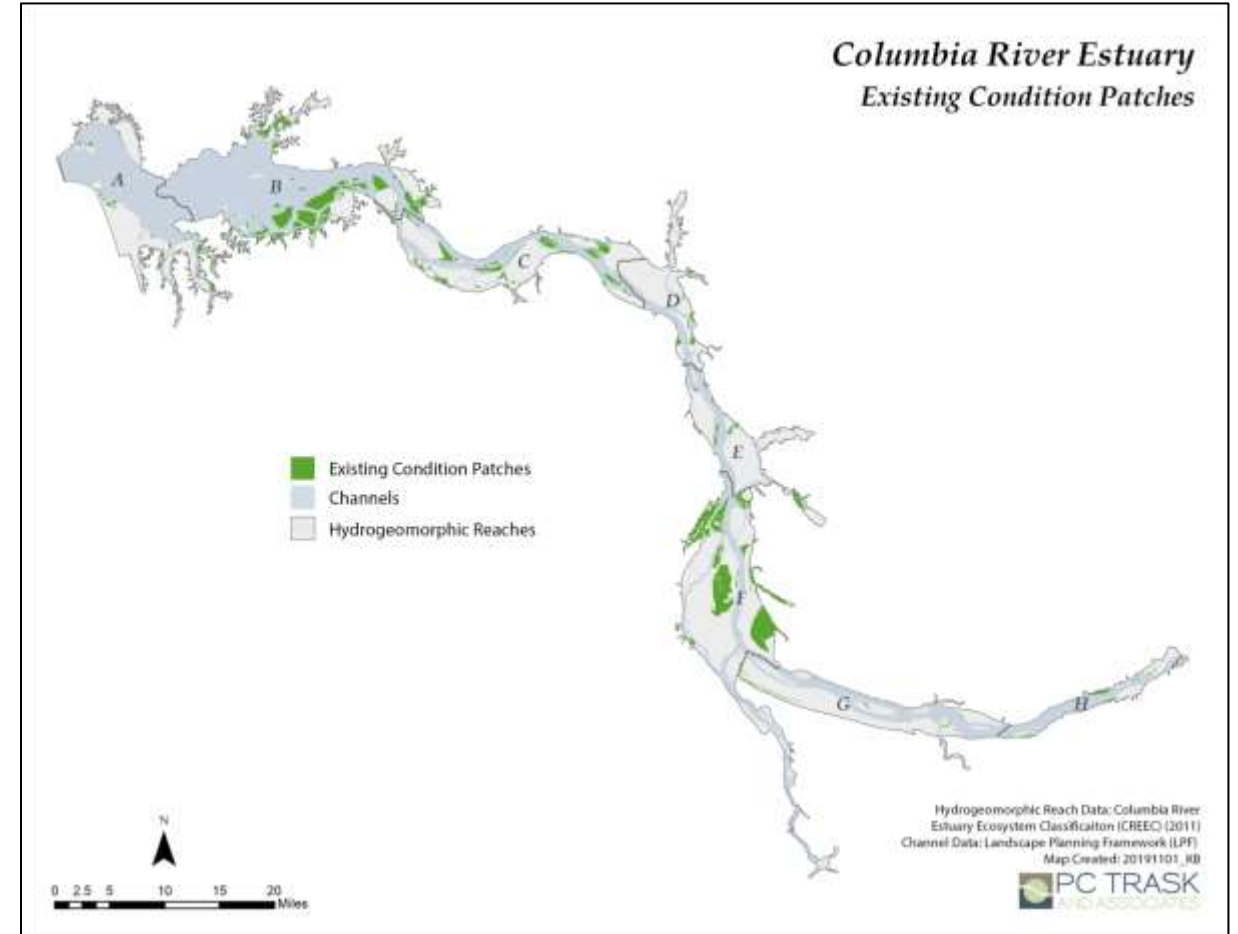 Columbia River Estuary
Existing Condition Patches
A
B
C
D
E
F
G
H
Existing Condition Patches
Channels
Hydrogeomorphic Reaches
N
0 2.5 5 10 15 20
Miles
Hydrogeomorphic Reach Data: Columbia River
Estuary Ecosystem Classificaiton (CREEC) (2011)
Channel Data: Landscape Planning Framework (LPF)
Map Created: 20191101_KB
PC TRASK
AND ASSOCIATES